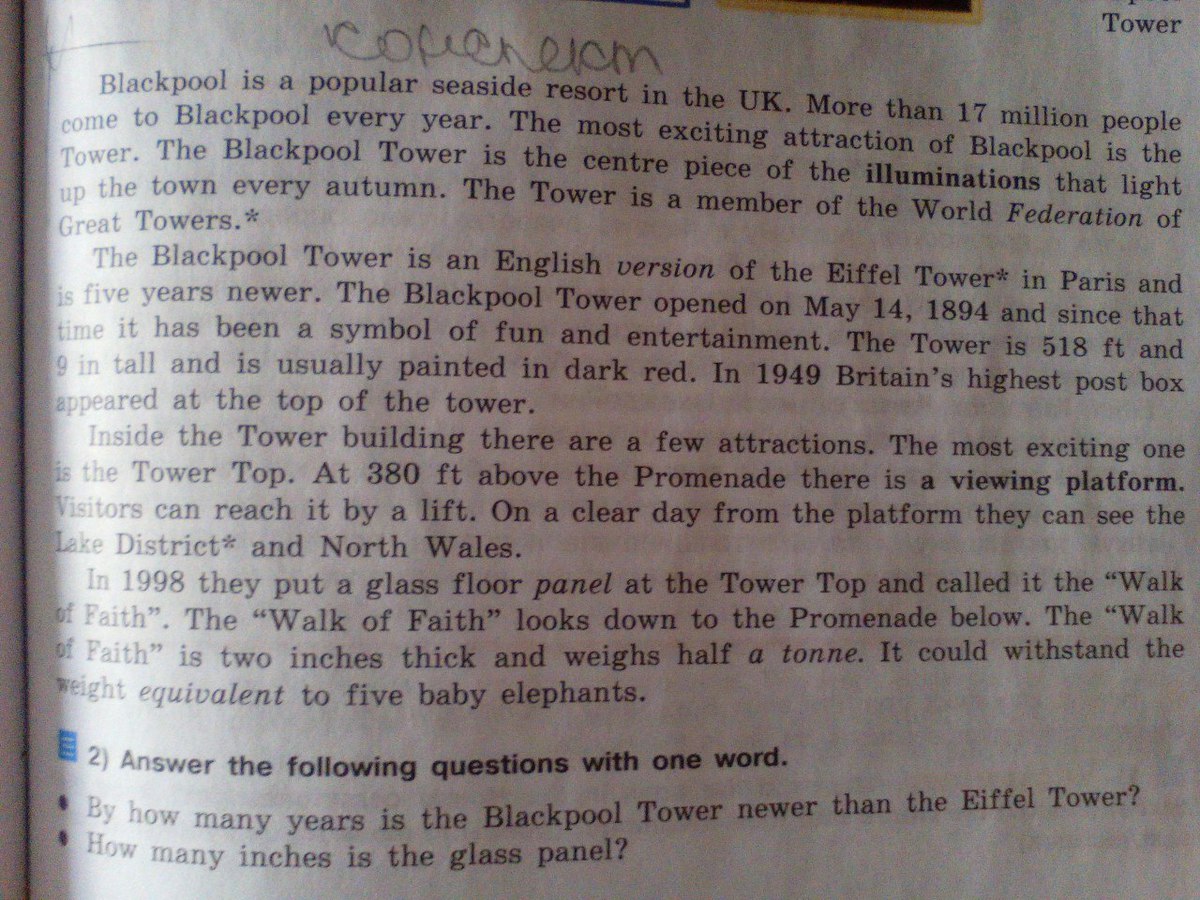 Tower
конспект
Blackpool is a popular seaside resort in the UK. More than 17 million people
come to Blackpool every year. The most exciting attraction of Blackpool is the
Tower. The Blackpool Tower is the centre piece of the illuminations that light
up the town every autumn. The Tower is a member of the World Federation of
Great Towers.*
The Blackpool Tower is an English version of the Eiffel Tower* in Paris and
is five years newer. The Blackpool Tower opened on May 14, 1894 and since that
time it has been a symbol of fun and entertainment. The Tower is 518 ft and
9 in tall and is usually painted in dark red. In 1949 Britain's highest post box
appeared at the top of the tower.
Inside the Tower building there are a few attractions. The most exciting one
is the Tower Top. At 380 ft above the Promenade there is a viewing platform.
Visitors can reach it by a lift. On a clear day from the platform they can see the
Lake District* and North Wales.
In 1998 they put a glass floor panel at the Tower Top and called it the “Walk
of Faith”. The “Walk of Faith” looks down to the Promenade below. The “Walk
of Faith” is two inches thick and weighs half a tonne. It could withstand the
weight equivalent to five baby elephants.
2) Answer the following questions with one word.
• By how many years is the Blackpool Tower newer than the Eiffel Tower?
• How many inches is the glass panel?